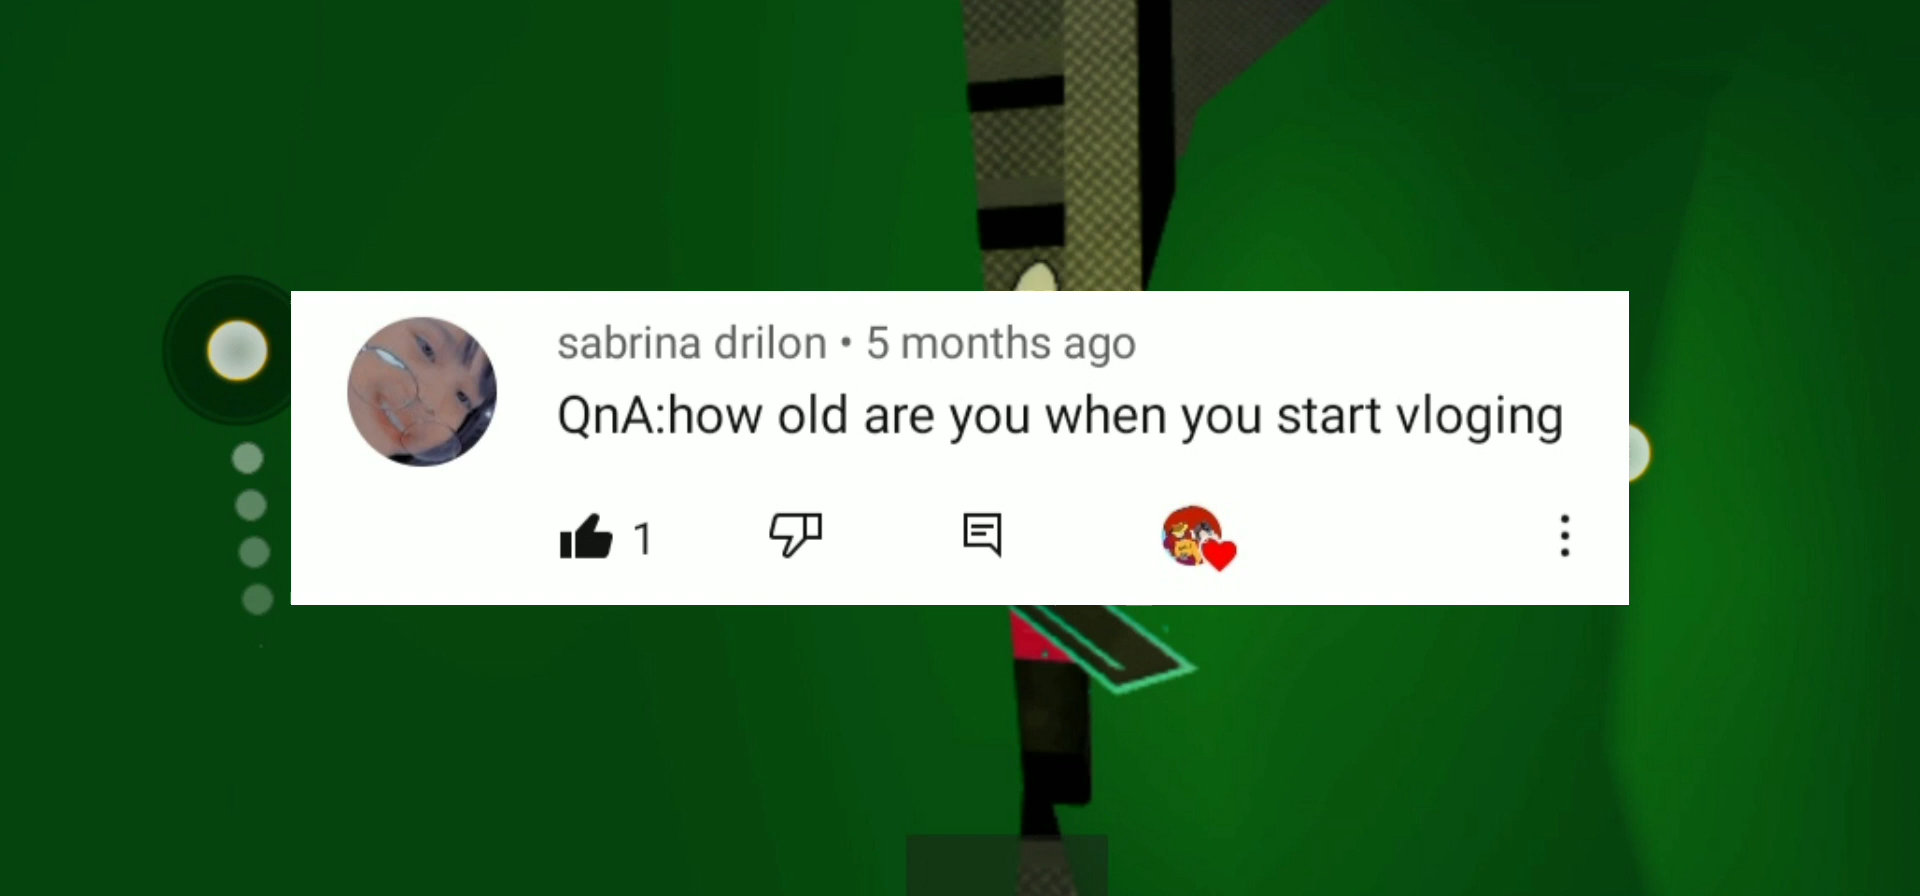 sabrina drilon • 5 months ago
QnA:how old are you when you start vloging
1